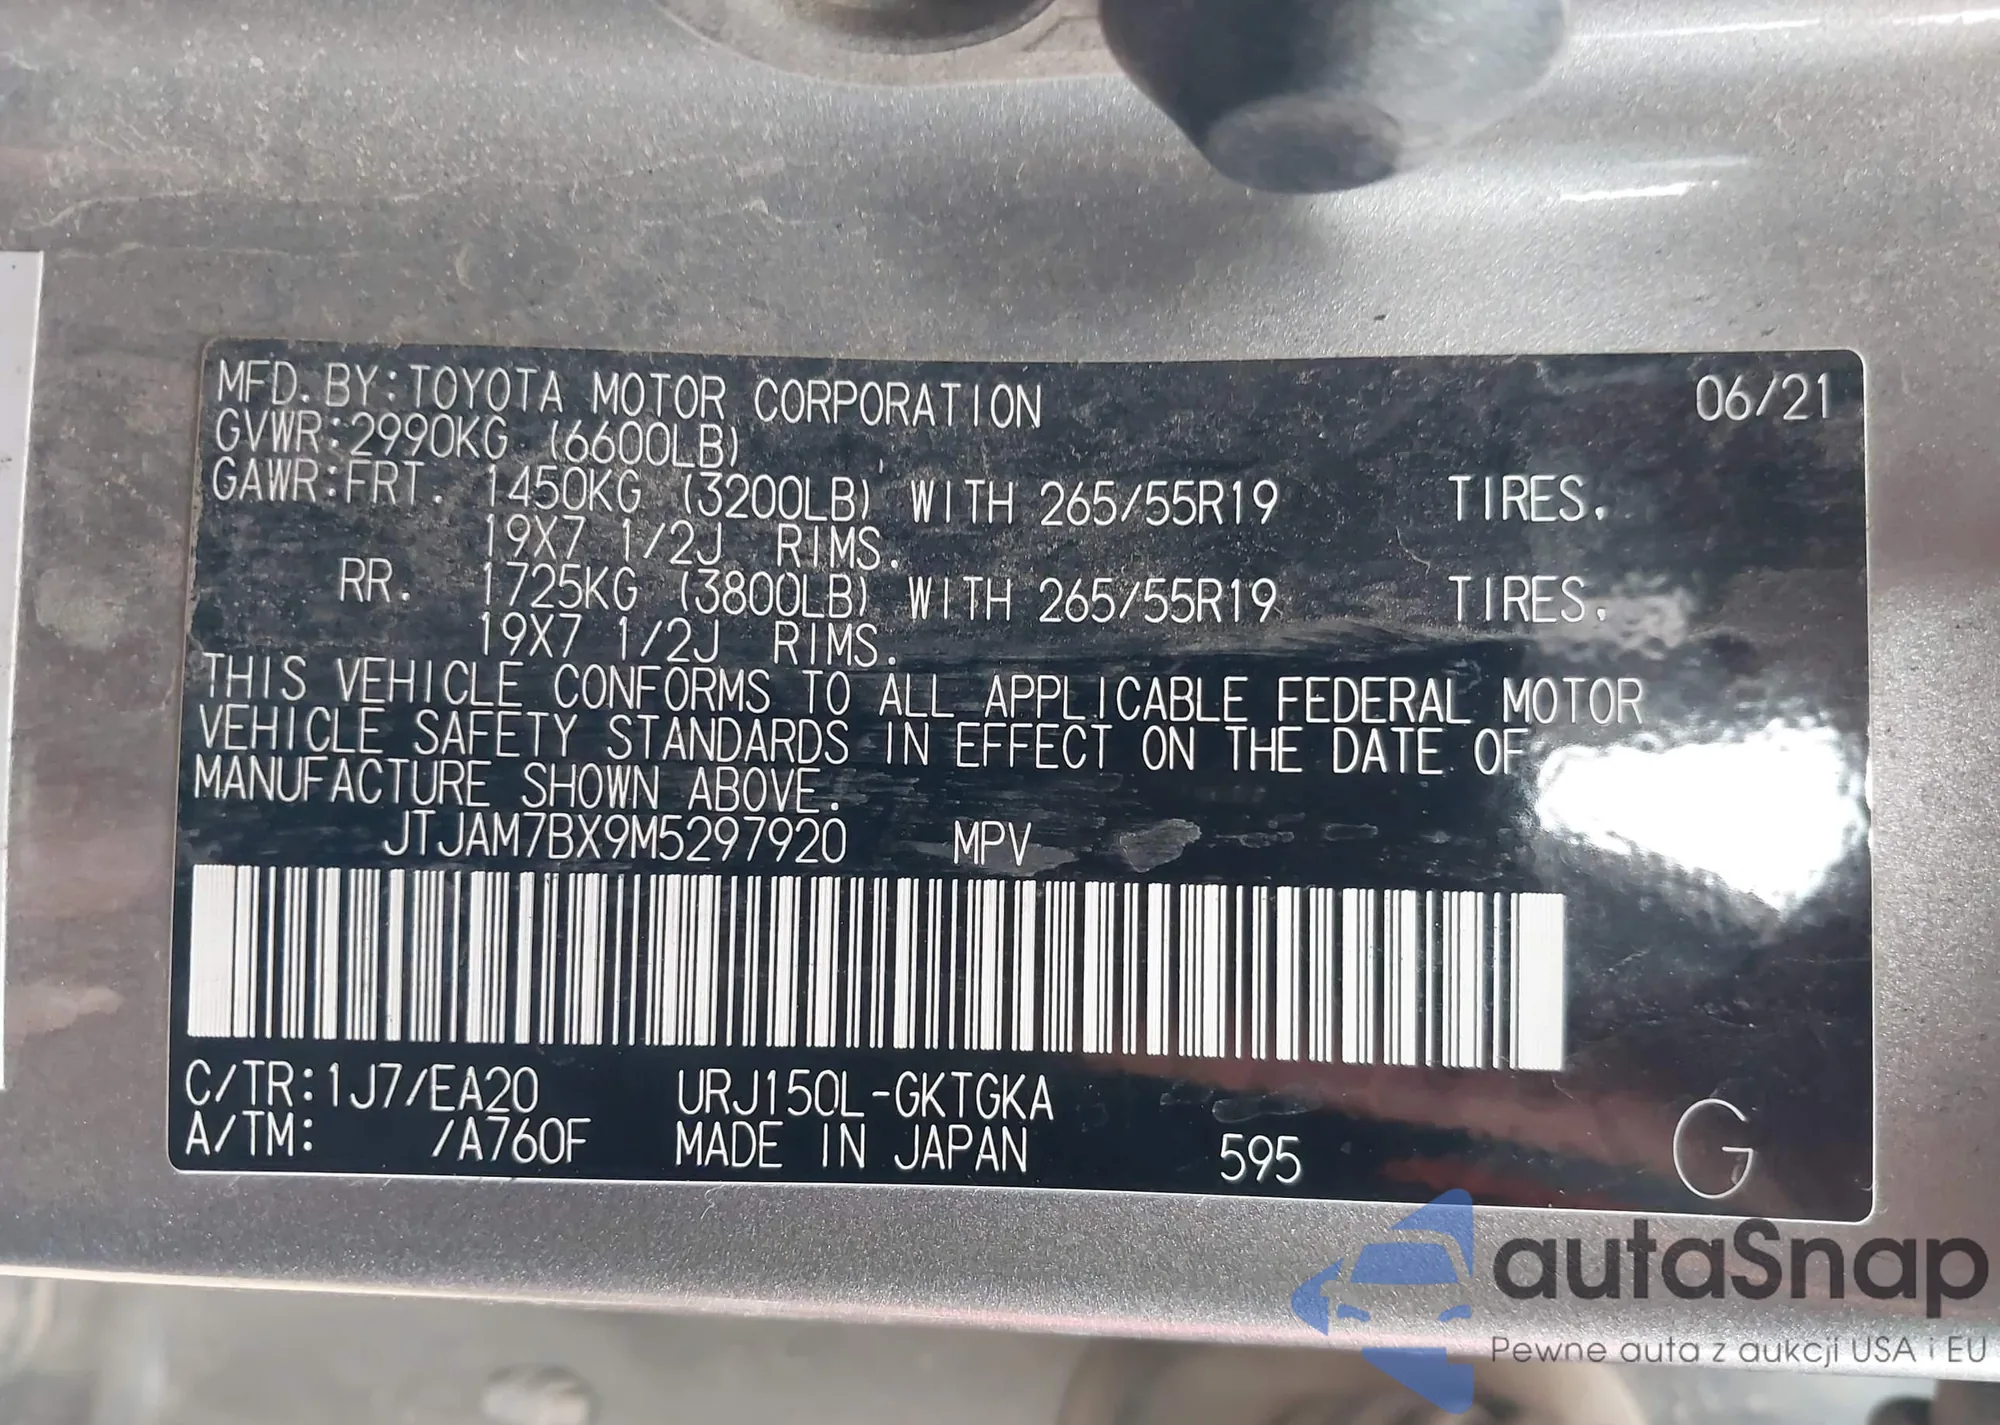 MFD.BY:TOYOTA MOTOR CORPORATION 06/21
GVWR:2990KG (6600LB)
GAWR:FRT. 1450KG (3200LB) WITH 265/55R19 TIRES.
19X7 1/2J RIMS.
RR. 1725KG (3800LB) WITH 265/55R19 TIRES.
19X7 1/2J RIMS.
THIS VEHICLE CONFORMS TO ALL APPLICABLE FEDERAL MOTOR
VEHICLE SAFETY STANDARDS IN EFFECT ON THE DATE OF
MANUFACTURE SHOWN ABOVE.
JTJAM7BX9M5297920 MPV
C/TR:1J7/EA20 URJ150L-GKTGKA
A/TM: /A760F MADE IN JAPAN 595 G
autaSnap
Pewne auta z aukcji USA i EU